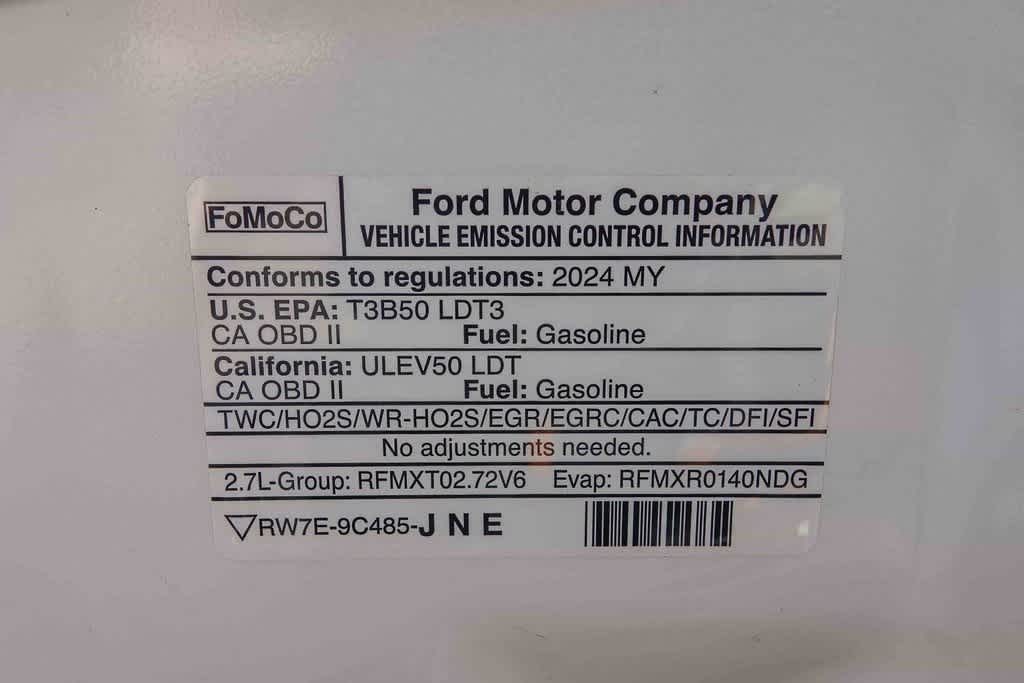 FoMoCo
Ford Motor Company
VEHICLE EMISSION CONTROL INFORMATION
Conforms to regulations: 2024 MY
U.S. EPA: T3B50 LDT3
CA OBD II Fuel: Gasoline
California: ULEV50 LDT
CA OBD II Fuel: Gasoline
TWC/HO2S/WR-HO2S/EGR/EGRC/CAC/TC/DFI/SFI
No adjustments needed.
2.7L-Group: RFMXT02.72V6 Evap: RFMXR0140NDG
RW7E-9C485-J N E